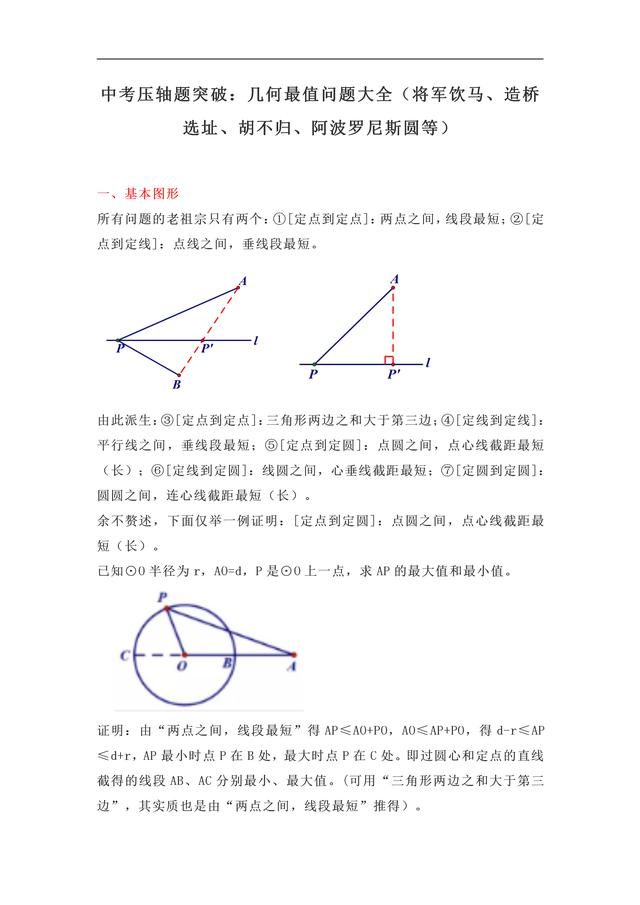 中考压轴题突破：几何最值问题大全（将军饮马、造桥
选址、胡不归、阿波罗尼斯圆等）
一、基本图形
所有问题的老祖宗只有两个：①[定点到定点]：两点之间，线段最短；②[定
点到定线]：点线之间，垂线段最短。
A
P
P'
l
B
A
P
P'
l
由此派生：③[定点到定点]：三角形两边之和大于第三边；④[定线到定线]：
平行线之间，垂线段最短；⑤[定点到定圆]：点圆之间，点心线截距最短
（长）；⑥[定线到定圆]：线圆之间，心垂线截距最短；⑦[定圆到定圆]：
圆圆之间，连心线截距最短（长）。
余不赘述，下面仅举一例证明：[定点到定圆]：点圆之间，点心线截距最
短（长）。
已知⊙O半径为r，AO=d，P是⊙O上一点，求AP的最大值和最小值。
P
C
O
B
A
证明：由“两点之间，线段最短”得AP≤AO+PO，AO≤AP+PO，得d-r≤AP
≤d+r，AP最小时点P在B处，最大时点P在C处。即过圆心和定点的直线
截得的线段AB、AC分别最小、最大值。(可用“三角形两边之和大于第三
边”，其实质也是由“两点之间，线段最短”推得）。